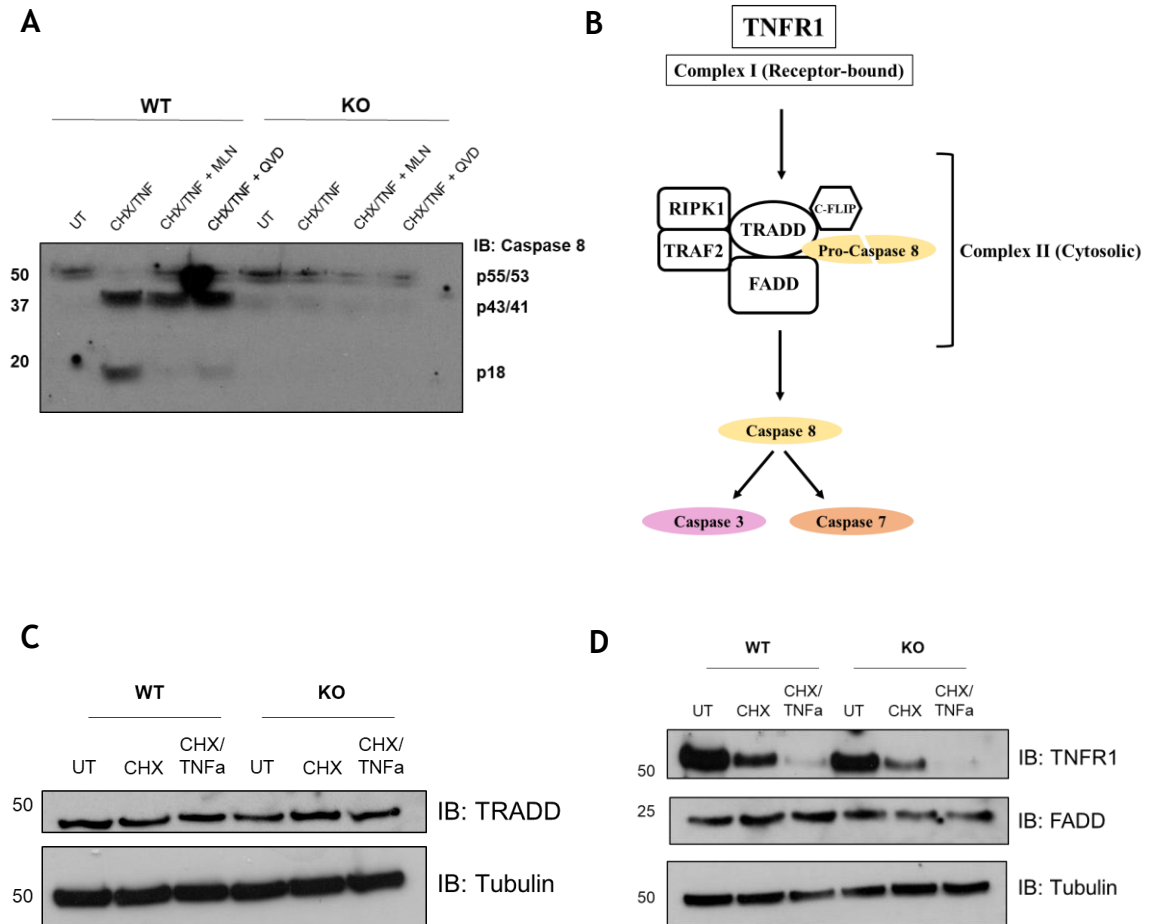 A
WT
KO
UT
CHX/TNF
CHX/TNF + MLN
CHX/TNF + QVD
UT
CHX/TNF
CHX/TNF + MLN
CHX/TNF + QVD
IB: Caspase 8
50
p55/53
37
p43/41
20
p18
B
TNFR1
Complex I (Receptor-bound)
RIPK1
TRAF2
TRADD
C-FLIP
Pro-Caspase 8
FADD
Complex II (Cytosolic)
Caspase 8
Caspase 3
Caspase 7
C
WT
KO
UT
CHX
CHX/
TNFa
UT
CHX
CHX/
TNFa
50
IB: TRADD
50
IB: Tubulin
D
WT
KO
UT
CHX
CHX/
TNFa
UT
CHX
CHX/
TNFa
50
IB: TNFR1
25
IB: FADD
50
IB: Tubulin